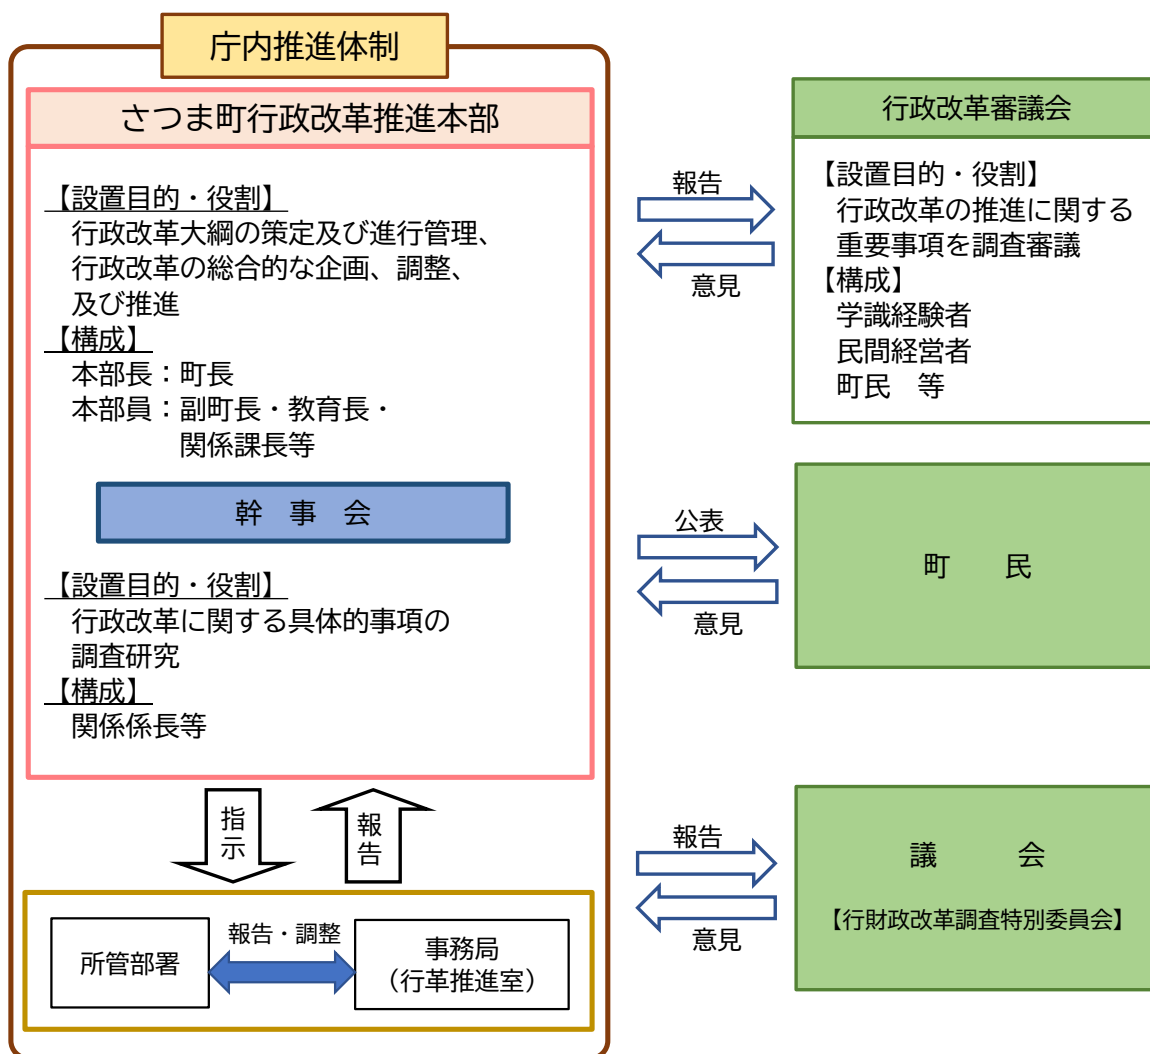 庁内推進体制
さつま町行政改革推進本部
【設置目的・役割】
行政改革大綱の策定及び進行管理、
行政改革の総合的な企画、調整、
及び推進
【構成】
本部長：町長
本部員：副町長・教育長・
関係課長等
幹　事　会
【設置目的・役割】
行政改革に関する具体的事項の
調査研究
【構成】
関係係長等
指示
報告
所管部署
報告・調整
事務局
（行革推進室）
報告
意見
行政改革審議会
【設置目的・役割】
行政改革の推進に関する
重要事項を調査審議
【構成】
学識経験者
民間経営者
町民　等
公表
意見
町　　民
報告
意見
議　　　会
【行財政改革調査特別委員会】